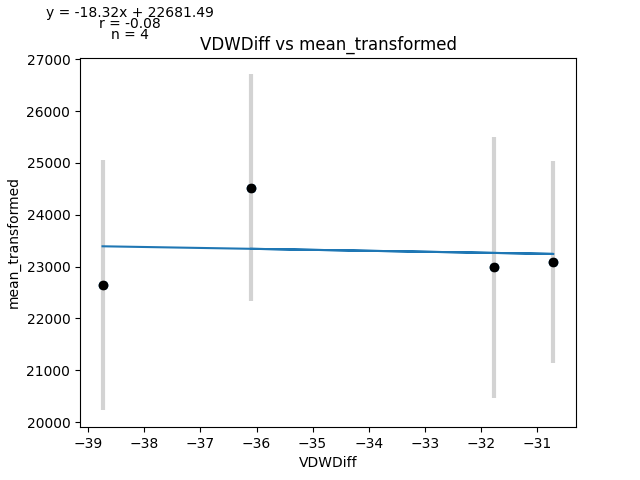 y = -18.32x + 22681.49
r = -0.08
n = 4
VDWDiff vs mean_transformed
27000
26000
25000
24000
23000
22000
21000
20000
mean_transformed
−39 −38 −37 −36 −35 −34 −33 −32 −31
VDWDiff